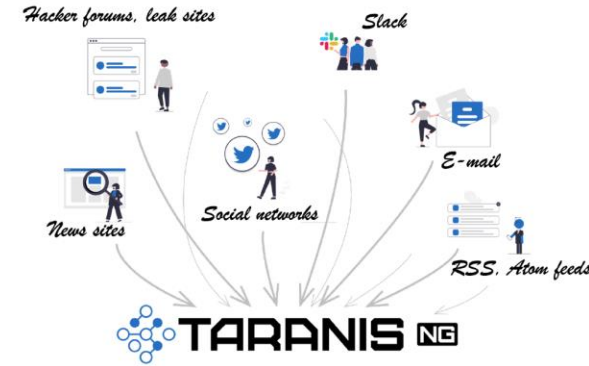 Hacker forums, leak sites
Slack
E-mail
News sites
Social networks
RSS, Atom feeds
TARANIS NG